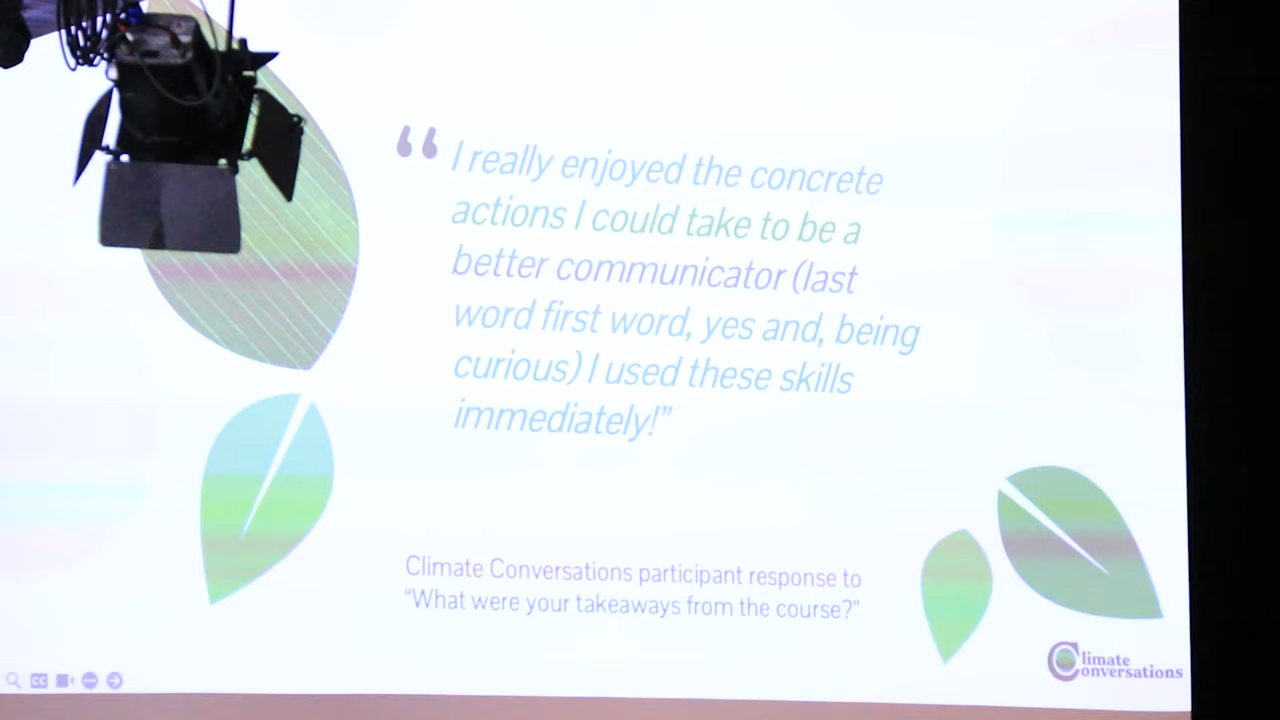 “ I really enjoyed the concrete
actions I could take to be a
better communicator (last
word first word, yes and, being
curious) I used these skills
immediately!”
Climate Conversations participant response to
“What were your takeaways from the course?”
CC
Climate
Conversations